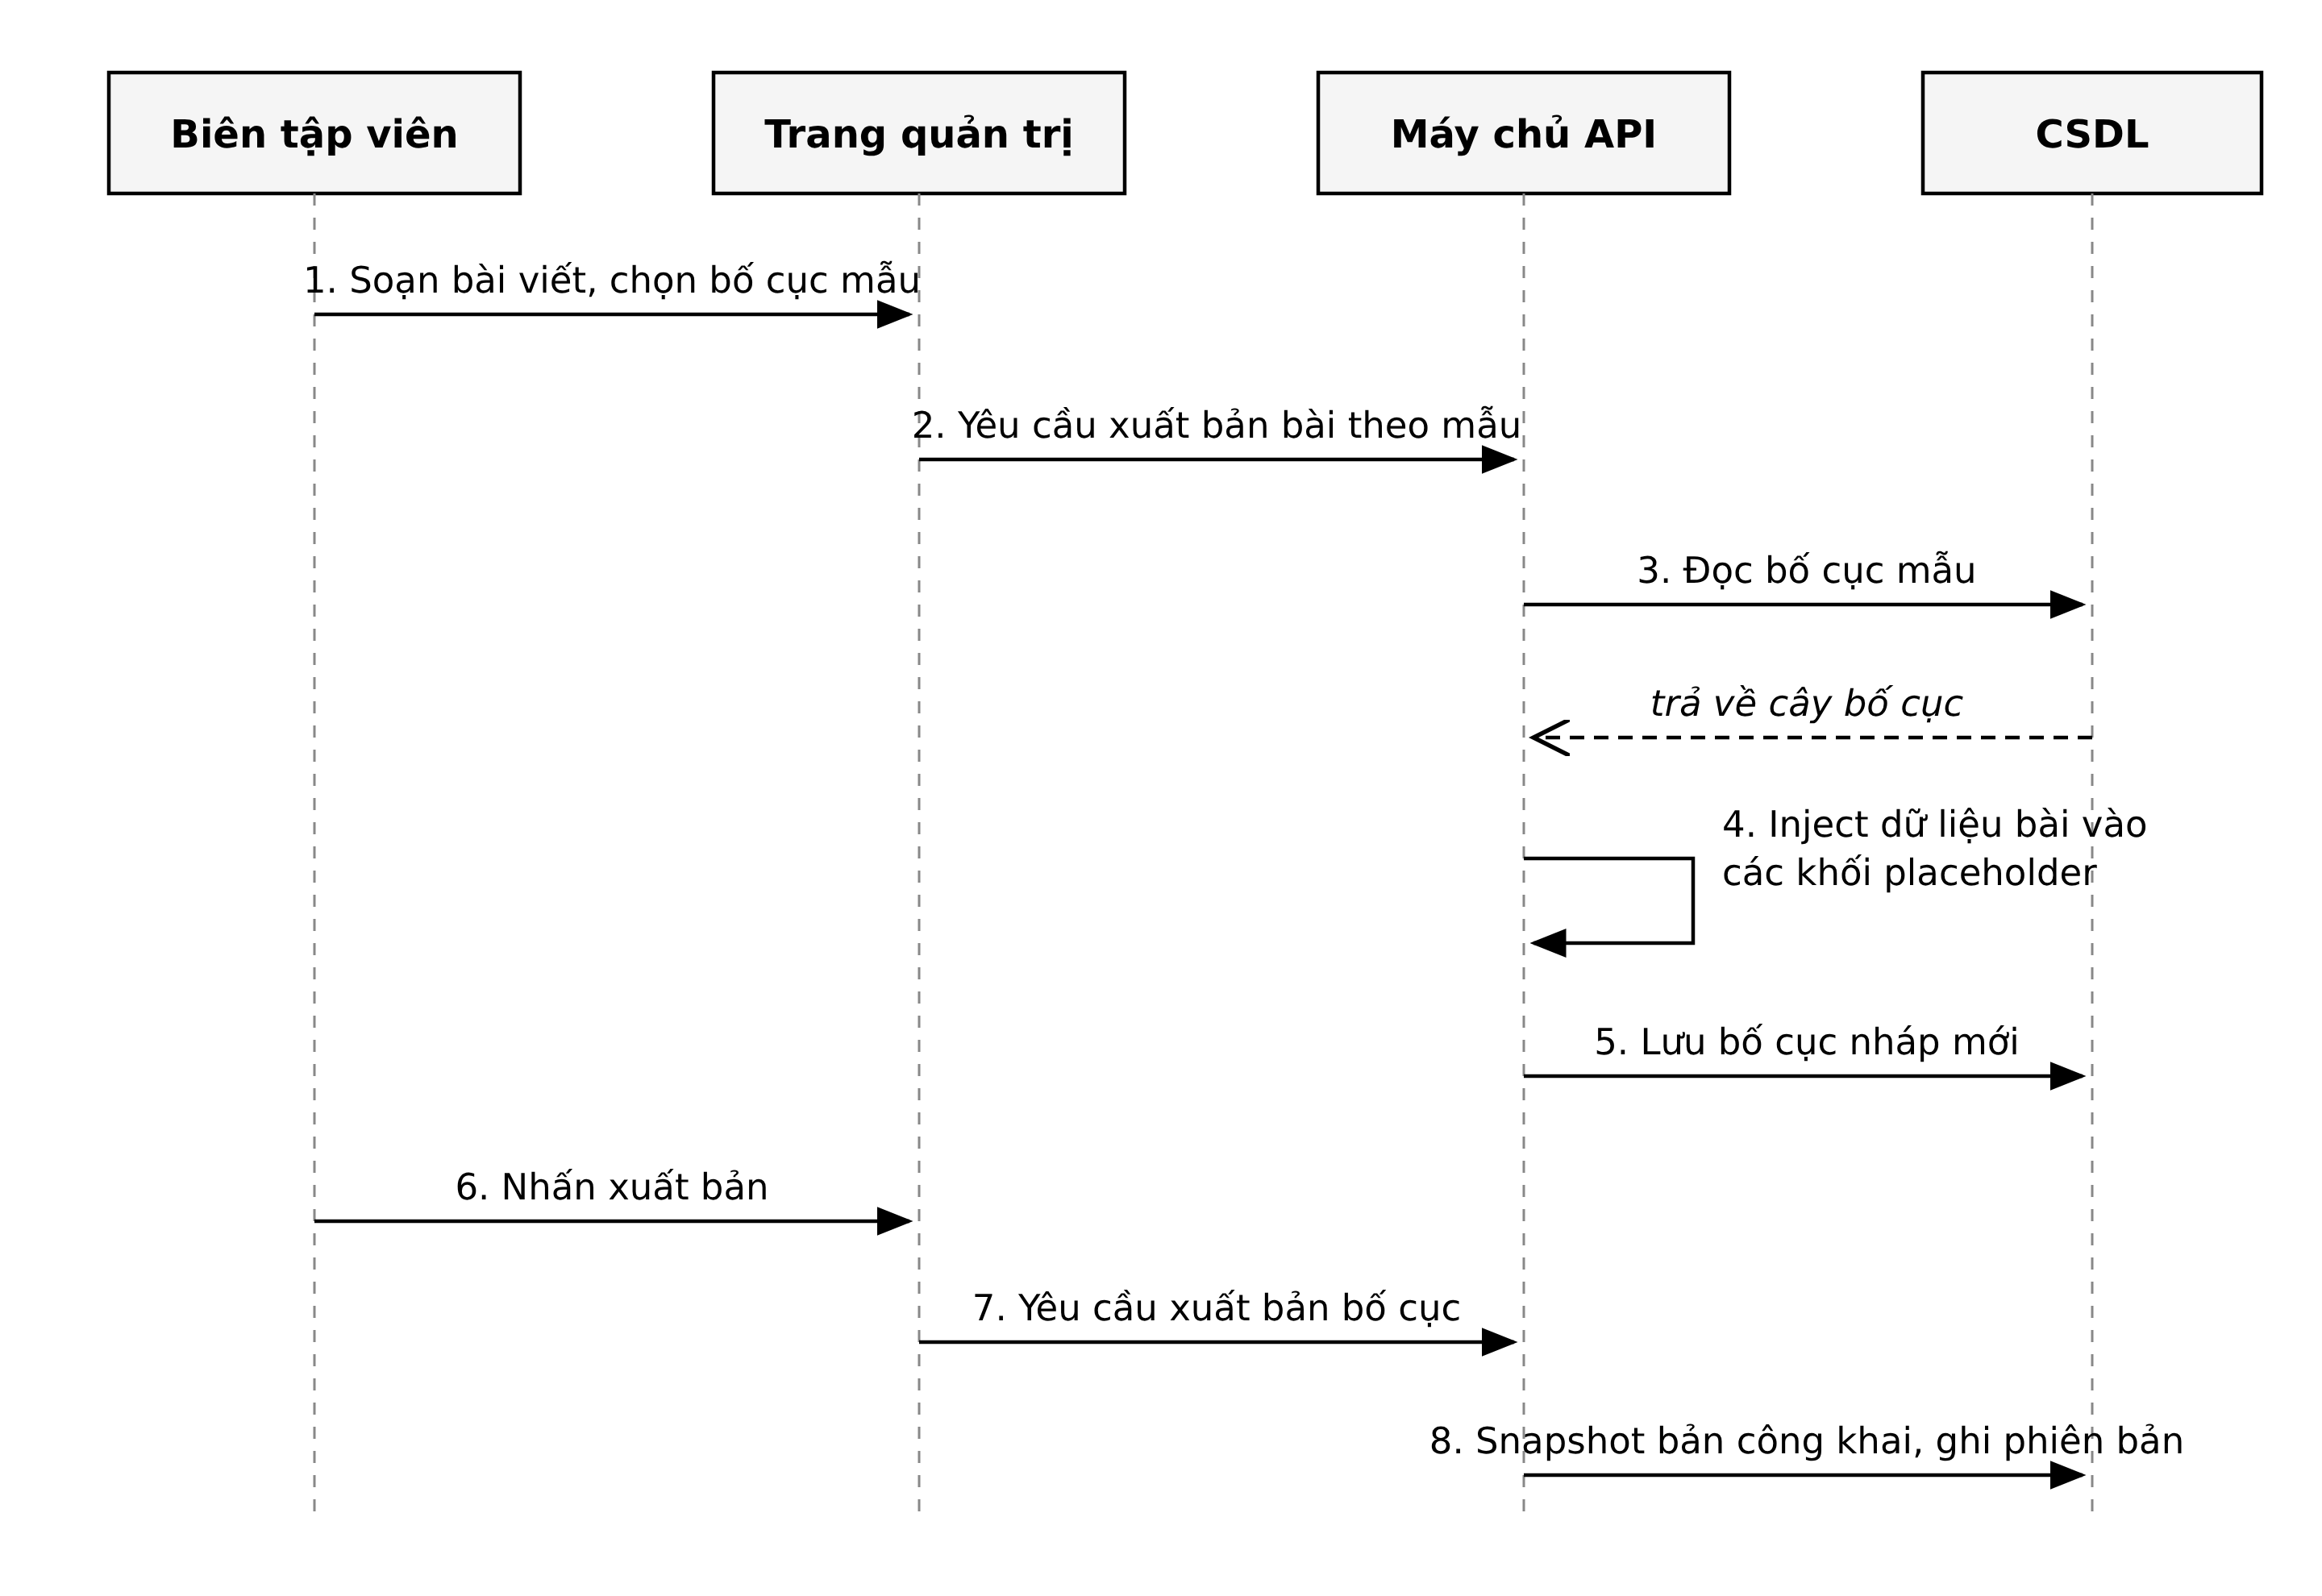 Biên tập viên
Trang quản trị
Máy chủ API
CSDL
1. Soạn bài viết, chọn bố cục mẫu
2. Yêu cầu xuất bản bài theo mẫu
3. Đọc bố cục mẫu
trả về cây bố cục
4. Inject dữ liệu bài vào
các khối placeholder
5. Lưu bố cục nháp mới
6. Nhấn xuất bản
7. Yêu cầu xuất bản bố cục
8. Snapshot bản công khai, ghi phiên bản